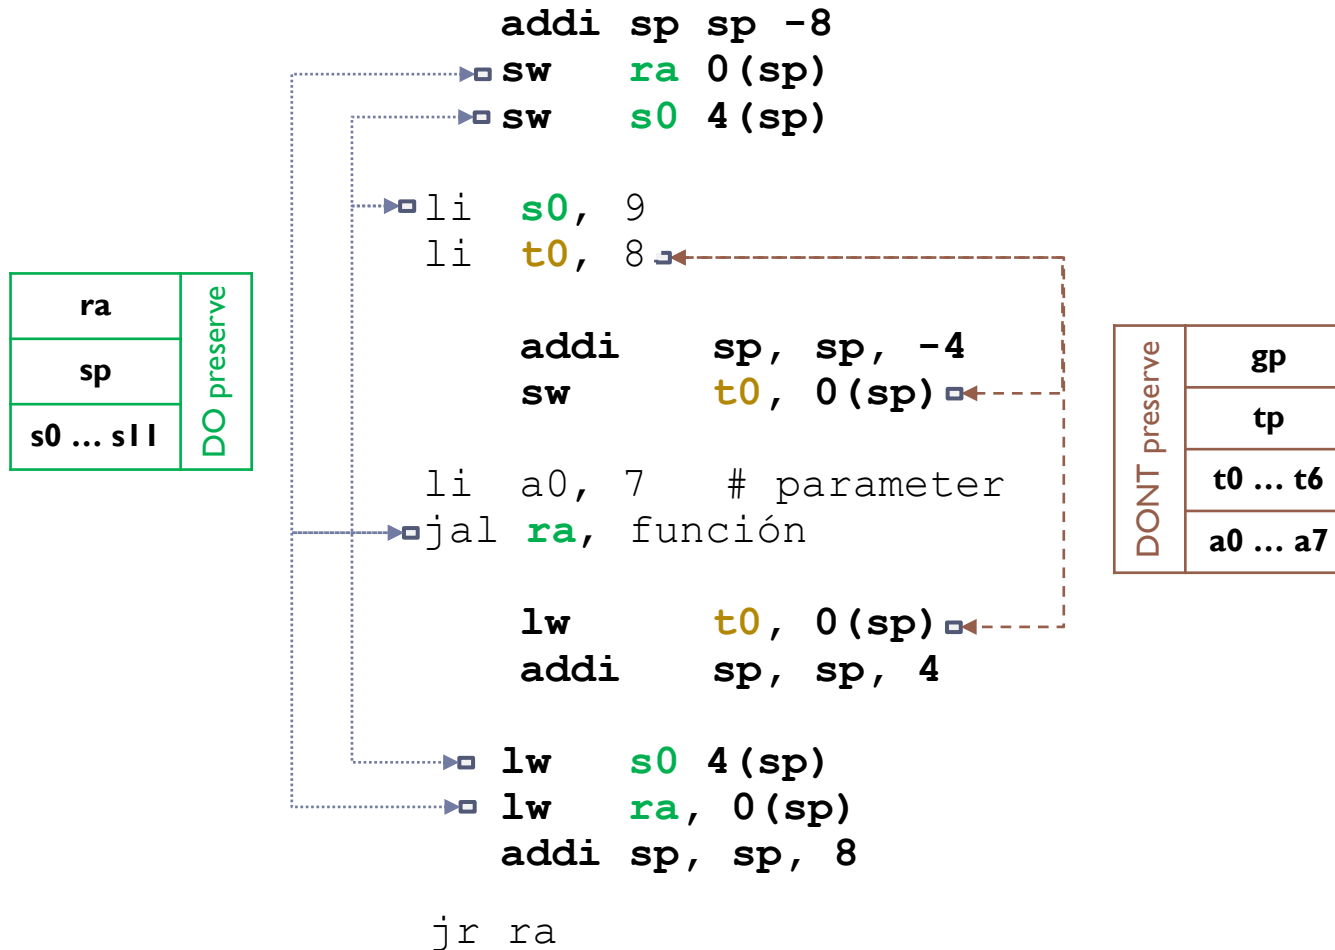 addi sp sp -8
sw ra 0(sp)
sw s0 4(sp)
li s0, 9
li t0, 8
addi sp, sp, -4
sw t0, 0(sp)
li a0, 7 # parameter
jal ra, función
lw t0, 0(sp)
addi sp, sp, 4
lw s0 4(sp)
lw ra, 0(sp)
addi sp, sp, 8
jr ra
ra
sp
s0 ... s11
DO preserve
DONT preserve
gp
tp
t0 ... t6
a0 ... a7